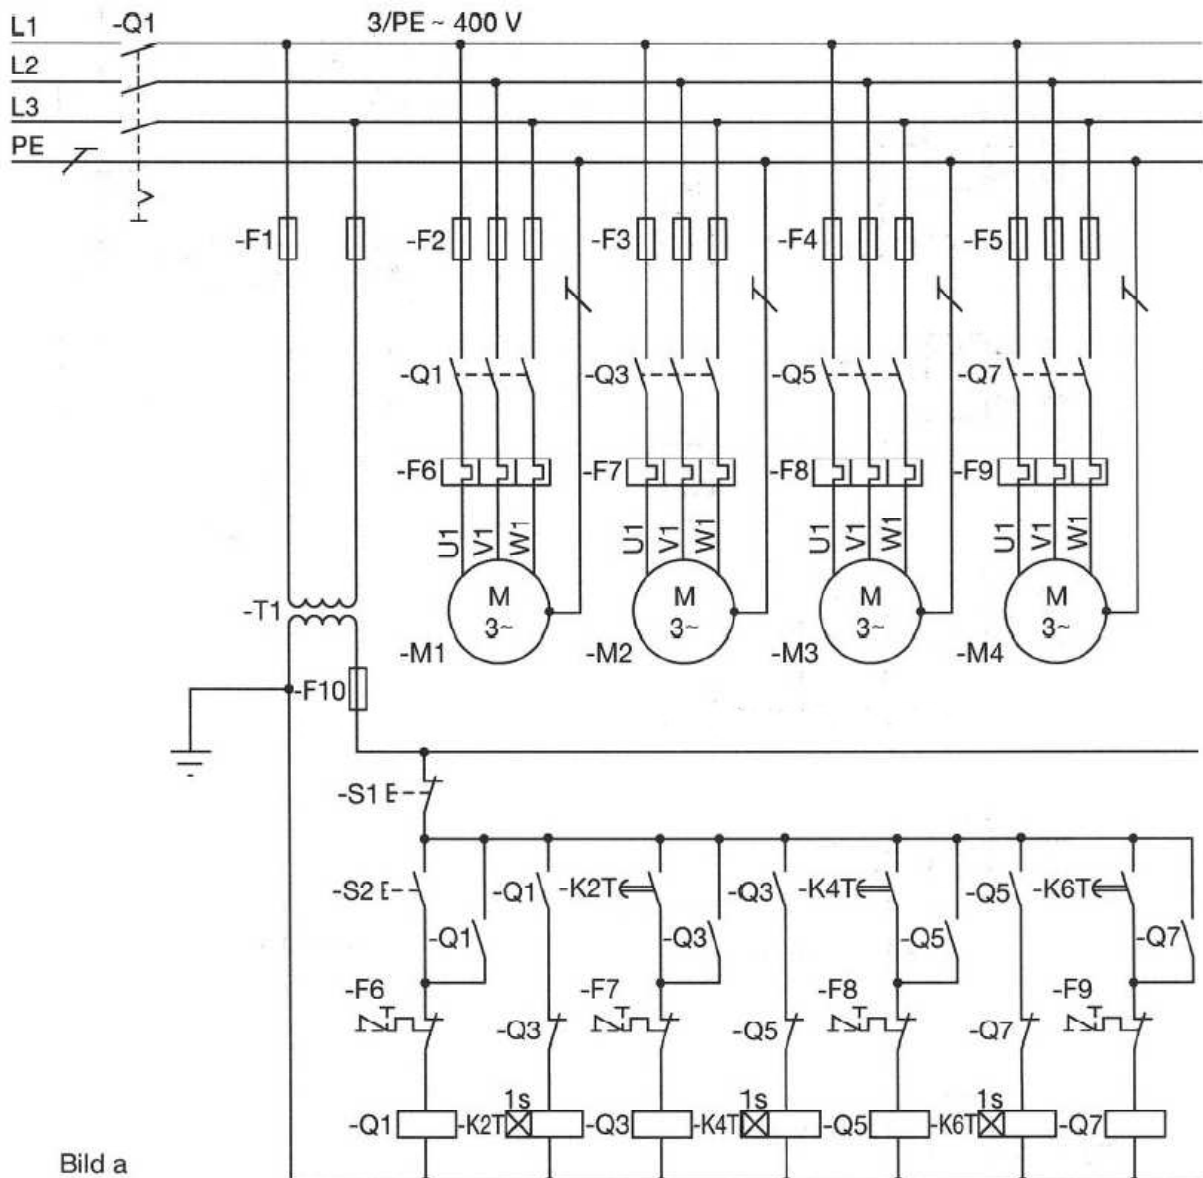 L1 -Q1 3/PE ~ 400 V
L2
L3
PE
-F1 -F2 -F3 -F4 -F5
-Q1 -Q3 -Q5 -Q7
-F6 -F7 -F8 -F9
U1 V1 W1 U1 V1 W1 U1 V1 W1 U1 V1 W1
-T1 M 3~ M 3~ M 3~ M 3~
-M1 -M2 -M3 -M4
-F10
-S1
-S2 -Q1 -K2T -Q3 -K4T -Q5 -K6T
-Q1 -Q3 -Q5 -Q7
-F6 -F7 -F8 -F9
-Q3 -Q5 -Q7
1s 1s 1s
-Q1 -K2T -Q3 -K4T -Q5 -K6T -Q7
Bild a